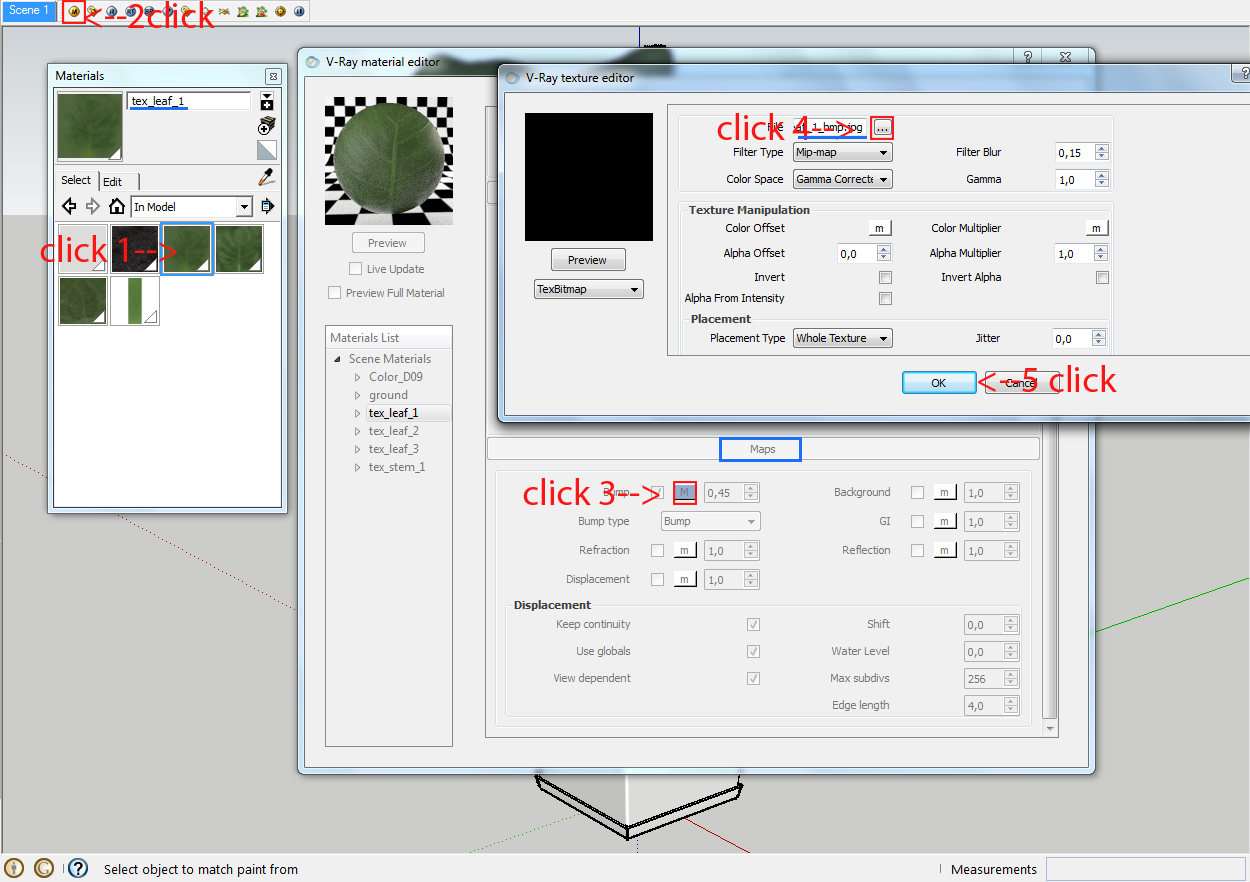 Scene 1
<--2click
Materials
tex_leaf_1
Select
Edit
In Model
click 1-->
V-Ray material editor
Preview
Live Update
Preview Full Material
Materials List
Scene Materials
Color_D09
ground
tex_leaf_1
tex_leaf_2
tex_leaf_3
tex_stem_1
V-Ray texture editor
Preview
TexBitmap
click 4-->
File
_1_bmp.jpg
...
Filter Type
Mip-map
Filter Blur
0,15
Color Space
Gamma Correcte
Gamma
1,0
Texture Manipulation
Color Offset
m
Color Multiplier
m
Alpha Offset
0,0
Alpha Multiplier
1,0
Invert
Invert Alpha
Alpha From Intensity
Placement
Placement Type
Whole Texture
Jitter
0,0
OK
<--5 click
Cancel
Maps
click 3-->
Bump
M
0,45
Background
m
1,0
Bump type
Bump
GI
m
1,0
Refraction
m
1,0
Reflection
m
1,0
Displacement
m
1,0
Displacement
Keep continuity
Shift
0,0
Use globals
Water Level
0,0
View dependent
Max subdivs
256
Edge length
4,0
Select object to match paint from
Measurements